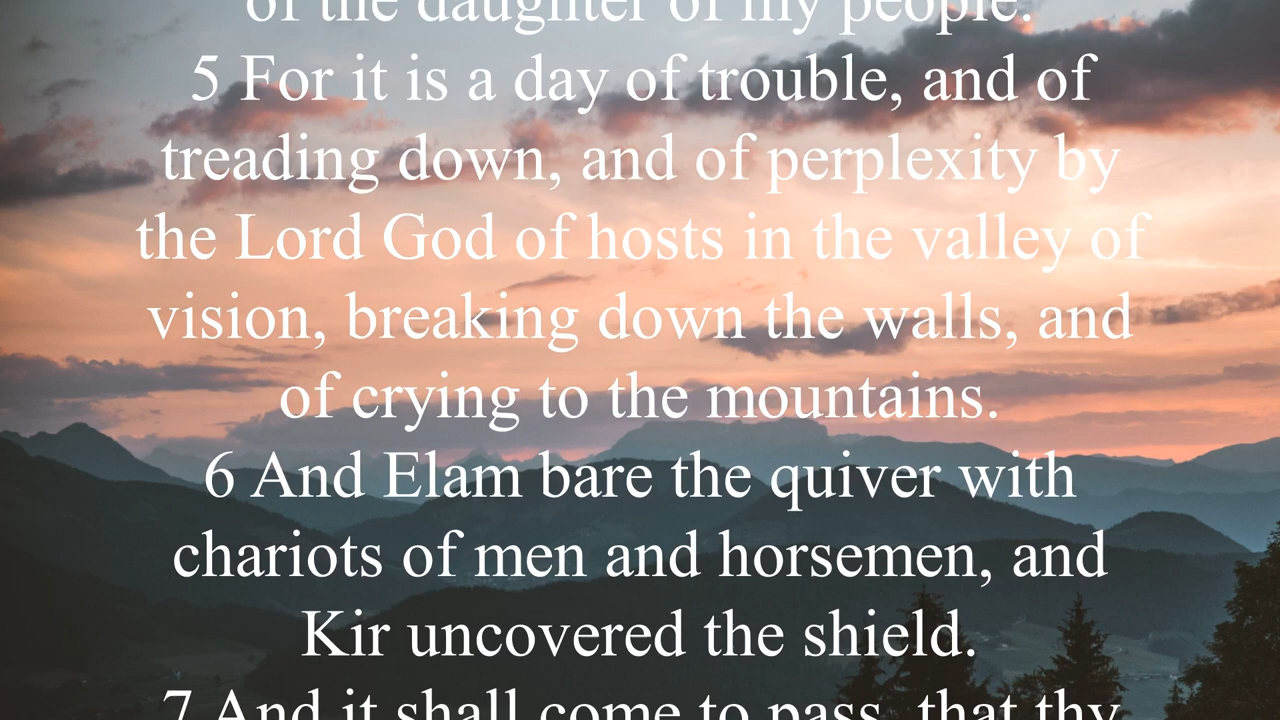 of the daughter of my people.
5 For it is a day of trouble, and of
treading down, and of perplexity by
the Lord God of hosts in the valley of
vision, breaking down the walls, and
of crying to the mountains.
6 And Elam bare the quiver with
chariots of men and horsemen, and
Kir uncovered the shield.
7 And it shall come to pass, that thy